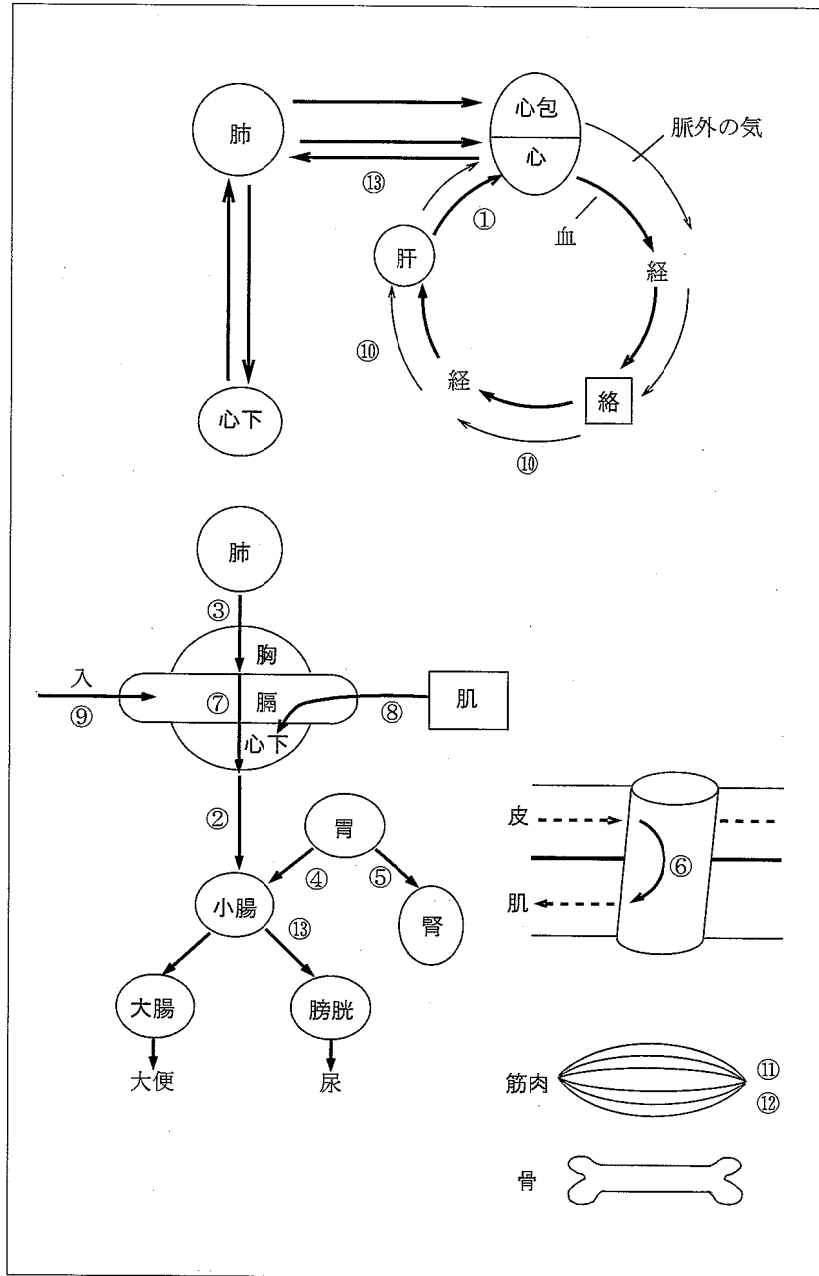 心包
肺
脈外の気
心
⑬
①
血
肝
経
⑩
経
絡
心下
⑩
肺
③
胸
入
⑦
膈
⑧
肌
⑨
心下
②
胃
皮
④
⑤
⑥
小腸
肌
⑬
腎
大腸
膀胱
大便
尿
筋肉
⑪
⑫
骨